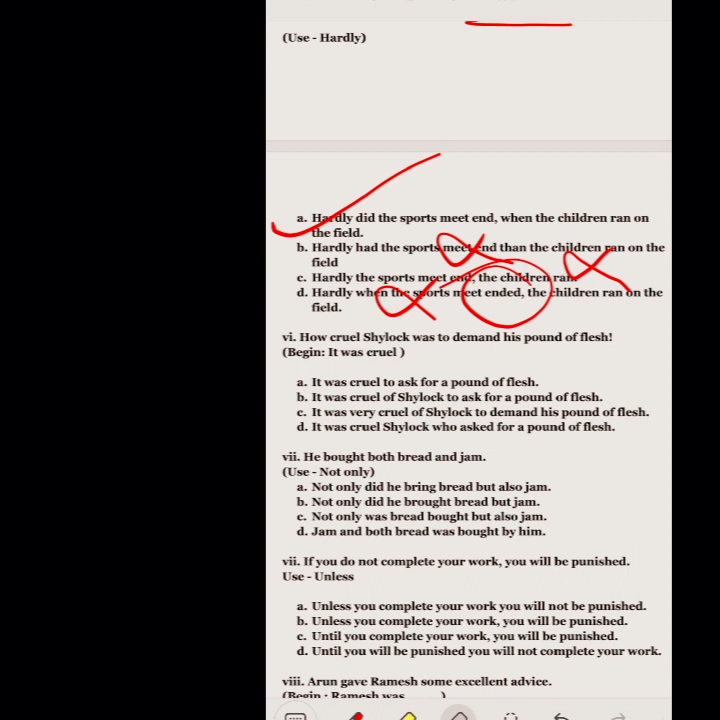 (Use - Hardly)
a. Hardly did the sports meet end, when the children ran on
the field.
b. Hardly had the sports meet end than the children ran on the
field
c. Hardly the sports meet end, the children ran.
d. Hardly when the sports meet ended, the children ran on the
field.
vi. How cruel Shylock was to demand his pound of flesh!
(Begin: It was cruel )
a. It was cruel to ask for a pound of flesh.
b. It was cruel of Shylock to ask for a pound of flesh.
c. It was very cruel of Shylock to demand his pound of flesh.
d. It was cruel Shylock who asked for a pound of flesh.
vii. He bought both bread and jam.
(Use - Not only)
a. Not only did he bring bread but also jam.
b. Not only did he brought bread but jam.
c. Not only was bread bought but also jam.
d. Jam and both bread was bought by him.
vii. If you do not complete your work, you will be punished.
Use - Unless
a. Unless you complete your work you will not be punished.
b. Unless you complete your work, you will be punished.
c. Until you complete your work, you will be punished.
d. Until you will be punished you will not complete your work.
viii. Arun gave Ramesh some excellent advice.
(Begin : Ramesh was )